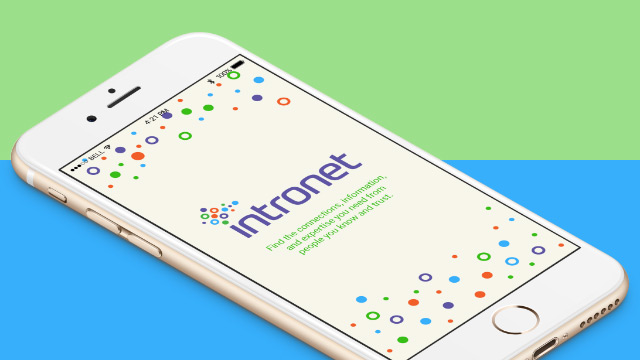 BELL 4:21 PM 100%
intronet
Find the connections, information,
and expertise you need from
people you know and trust.